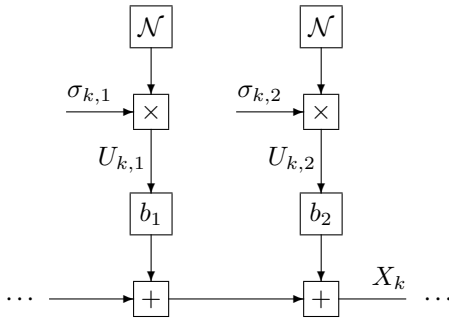 𝒩 𝒩
σ_{k,1} × σ_{k,2} ×
U_{k,1} U_{k,2}
b_1 b_2
X_k
⋯ + + ⋯